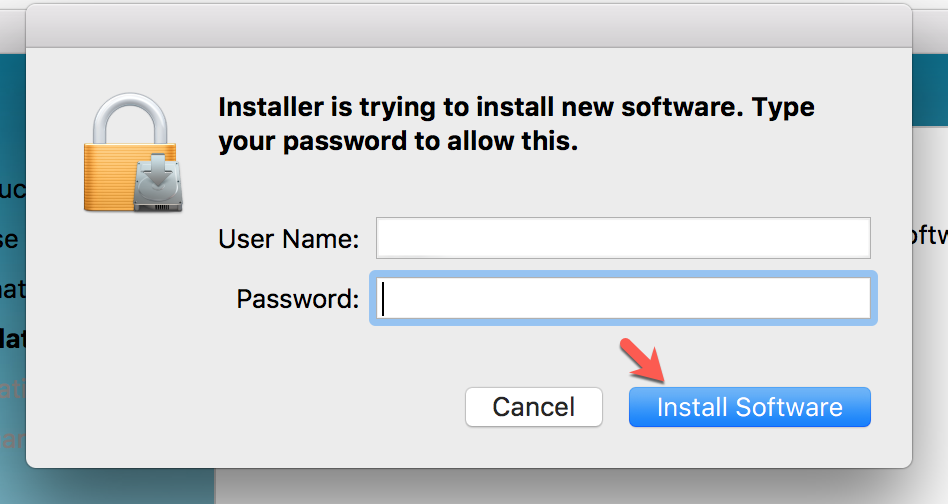 Installer is trying to install new software. Type
your password to allow this.
User Name:
Password:
Cancel
Install Software